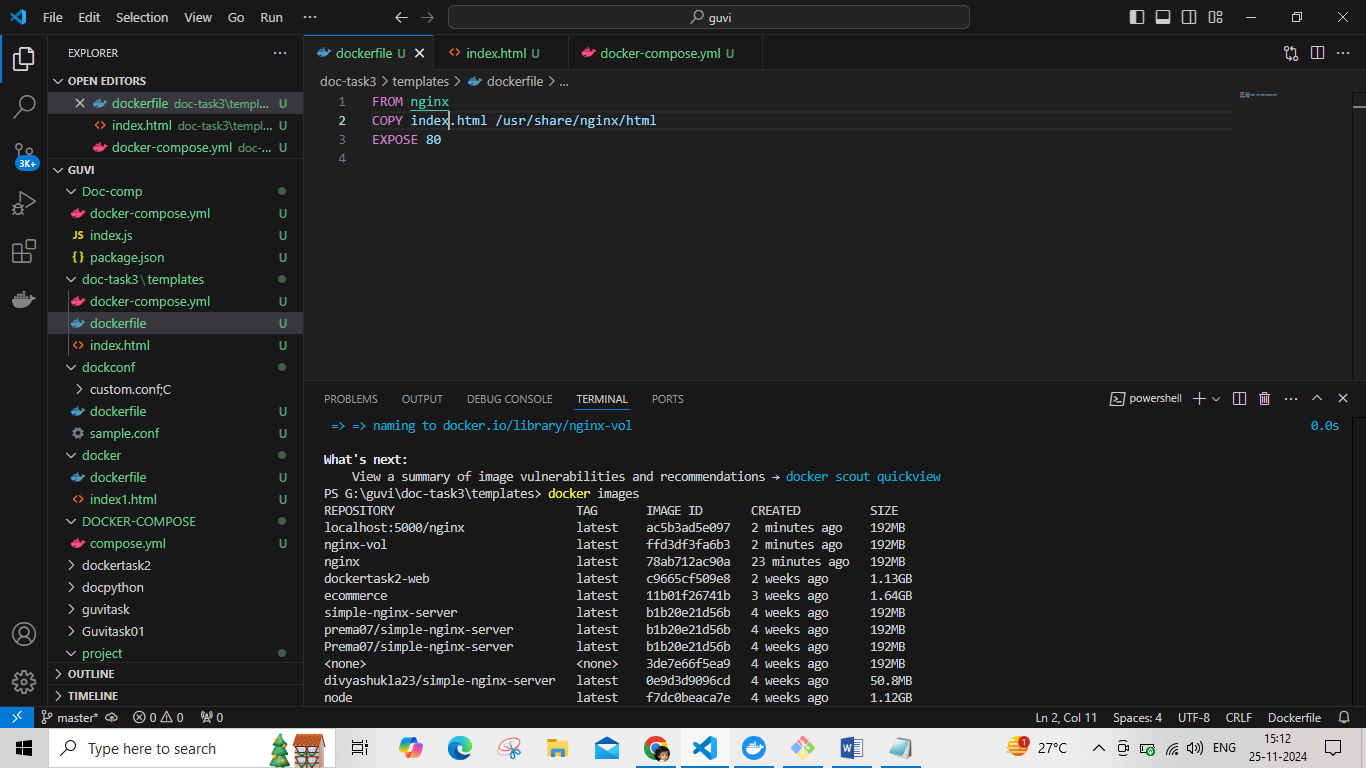 File Edit Selection View Go Run ···
guvi
EXPLORER
OPEN EDITORS
dockerfile doc-task3\templ... U
index.html doc-task3\templ... U
docker-compose.yml doc-... U
3K+
GUVI
Doc-comp
docker-compose.yml U
index.js U
package.json U
doc-task3\templates
docker-compose.yml U
dockerfile U
index.html U
dockconf
custom.conf;C
dockerfile U
sample.conf U
docker
dockerfile U
index1.html U
DOCKER-COMPOSE
compose.yml U
dockertask2
docpython
guvitask
Guvitask01
project
OUTLINE
TIMELINE
dockerfile U index.html U docker-compose.yml U
doc-task3 > templates > dockerfile > ...
1 FROM nginx
2 COPY index.html /usr/share/nginx/html
3 EXPOSE 80
4
PROBLEMS OUTPUT DEBUG CONSOLE TERMINAL PORTS powershell
=> => naming to docker.io/library/nginx-vol 0.0s
What's next:
View a summary of image vulnerabilities and recommendations → docker scout quickview
PS G:\guvi\doc-task3\templates> docker images
REPOSITORY TAG IMAGE ID CREATED SIZE
localhost:5000/nginx latest ac5b3ad5e097 2 minutes ago 192MB
nginx-vol latest ffd3df3fa6b3 2 minutes ago 192MB
nginx latest 78ab712ac90a 23 minutes ago 192MB
dockertask2-web latest c9665cf509e8 2 weeks ago 1.13GB
ecommerce latest 11b01f26741b 3 weeks ago 1.64GB
simple-nginx-server latest b1b20e21d56b 4 weeks ago 192MB
prema07/simple-nginx-server latest b1b20e21d56b 4 weeks ago 192MB
Prema07/simple-nginx-server latest b1b20e21d56b 4 weeks ago 192MB
<none> <none> 3de7e66f5ea9 4 weeks ago 192MB
divyashukla23/simple-nginx-server latest 0e9d3d9096cd 4 weeks ago 50.8MB
node latest f7dc0beaca7e 4 weeks ago 1.12GB
master* 0 0 0 Ln 2, Col 11 Spaces: 4 UTF-8 CRLF Dockerfile
Type here to search 1 27°C ENG 15:12
25-11-2024